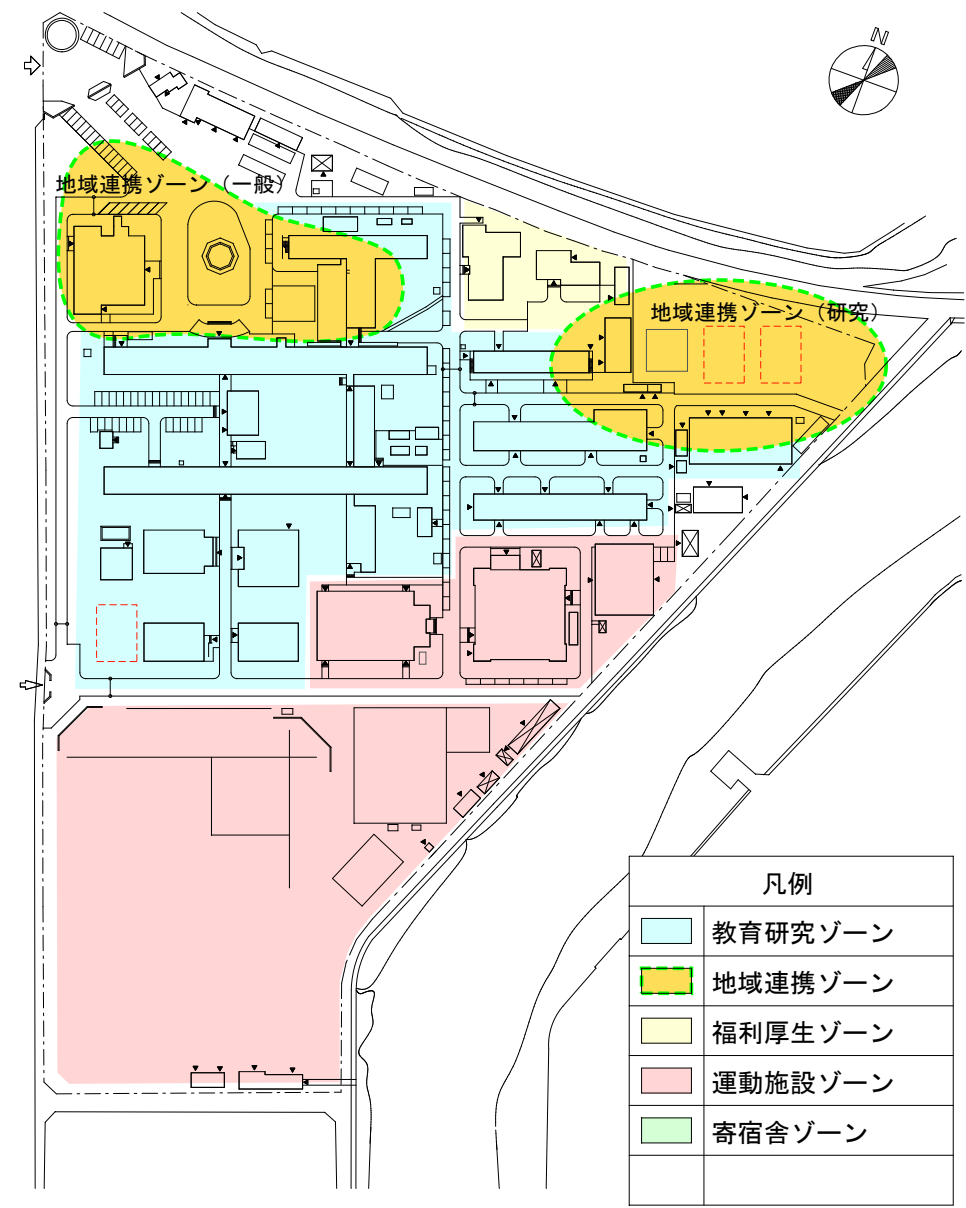 N
地域連携ゾーン（一般）
地域連携ゾーン（研究）
凡例
教育研究ゾーン
地域連携ゾーン
福利厚生ゾーン
運動施設ゾーン
寄宿舎ゾーン